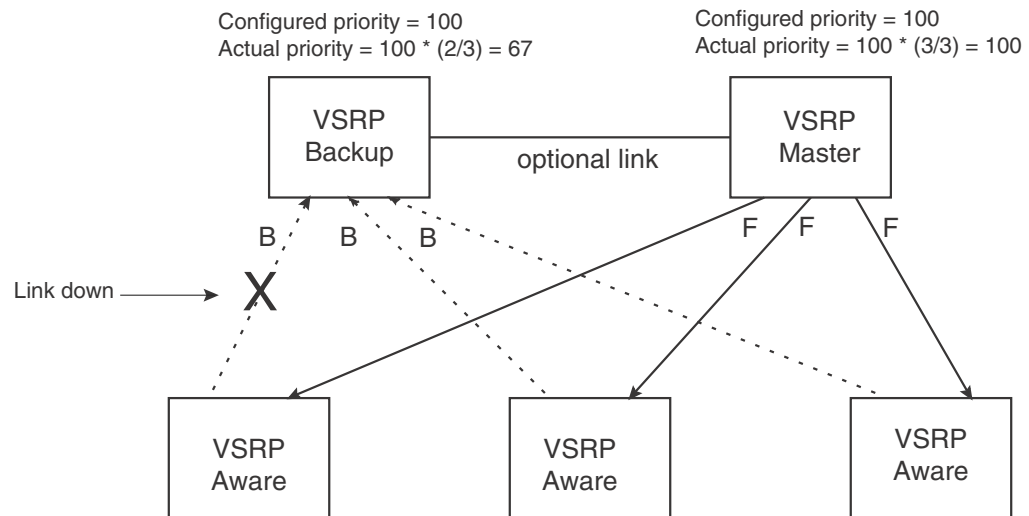 Configured priority = 100
Actual priority = 100 * (2/3) = 67
Configured priority = 100
Actual priority = 100 * (3/3) = 100
VSRP
Backup
optional link
VSRP
Master
B
B
B
F
F
F
Link down
X
VSRP
Aware
VSRP
Aware
VSRP
Aware